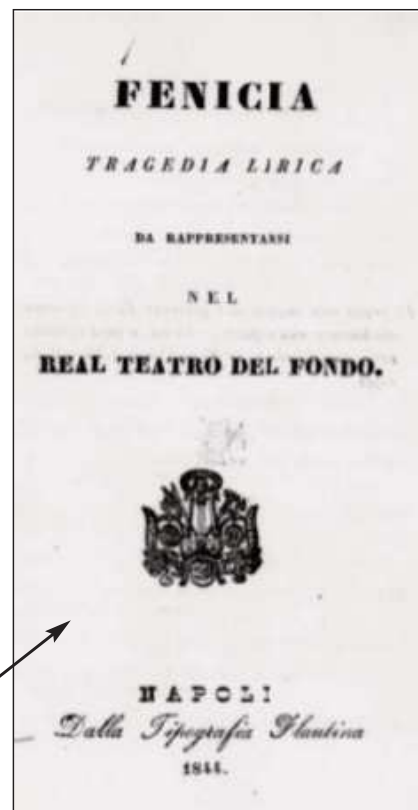 FENICIA
TRAGEDIA LIRICA
DA RAPPRESENTARSI
NEL
REAL TEATRO DEL FONDO.
NAPOLI
Dalla Tipografia Flautina
1844.